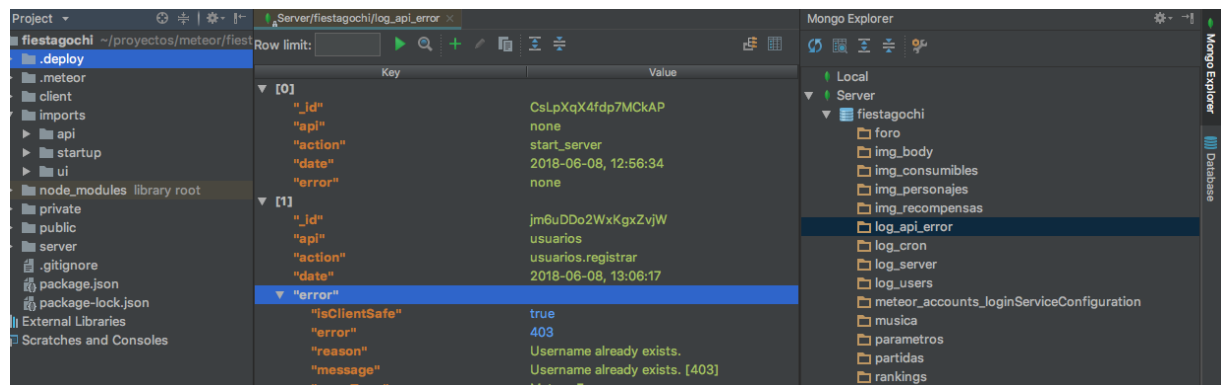 Project
fiestagochi ~/proyectos/meteor/fiest
.deploy
.meteor
client
imports
api
startup
ui
node_modules library root
private
public
server
.gitignore
package.json
package-lock.json
External Libraries
Scratches and Consoles
Server/fiestagochi/log_api_error
Row limit:
Key Value
[0]
"_id" CsLpXqX4fdp7MCkAP
"api" none
"action" start_server
"date" 2018-06-08, 12:56:34
"error" none
[1]
"_id" jm6uDDo2WxKgxZvjW
"api" usuarios
"action" usuarios.registrar
"date" 2018-06-08, 13:06:17
"error"
"isClientSafe" true
"error" 403
"reason" Username already exists.
"message" Username already exists. [403]
Mongo Explorer
Local
Server
fiestagochi
foro
img_body
img_consumibles
img_personajes
img_recompensas
log_api_error
log_cron
log_server
log_users
meteor_accounts_loginServiceConfiguration
musica
parametros
partidas
rankings
Mongo Explorer
Database